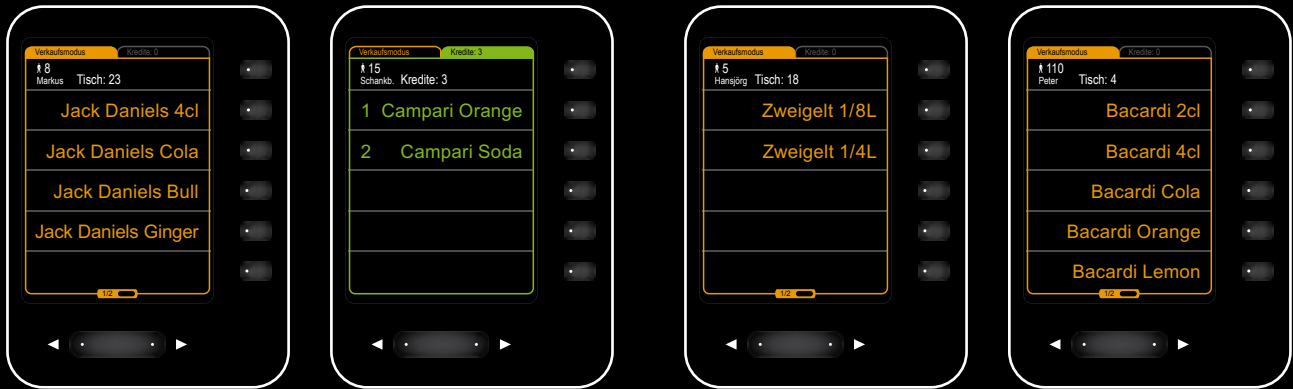 Verkaufsmodus Kredite: 0
8
Markus Tisch: 23
Jack Daniels 4cl
Jack Daniels Cola
Jack Daniels Bull
Jack Daniels Ginger
1/2
Verkaufsmodus Kredite: 3
15
Schankb. Kredite: 3
1 Campari Orange
2 Campari Soda
Verkaufsmodus Kredite: 0
5
Hansjörg Tisch: 18
Zweigelt 1/8L
Zweigelt 1/4L
1/2
Verkaufsmodus Kredite: 0
110
Peter Tisch: 4
Bacardi 2cl
Bacardi 4cl
Bacardi Cola
Bacardi Orange
Bacardi Lemon
1/2